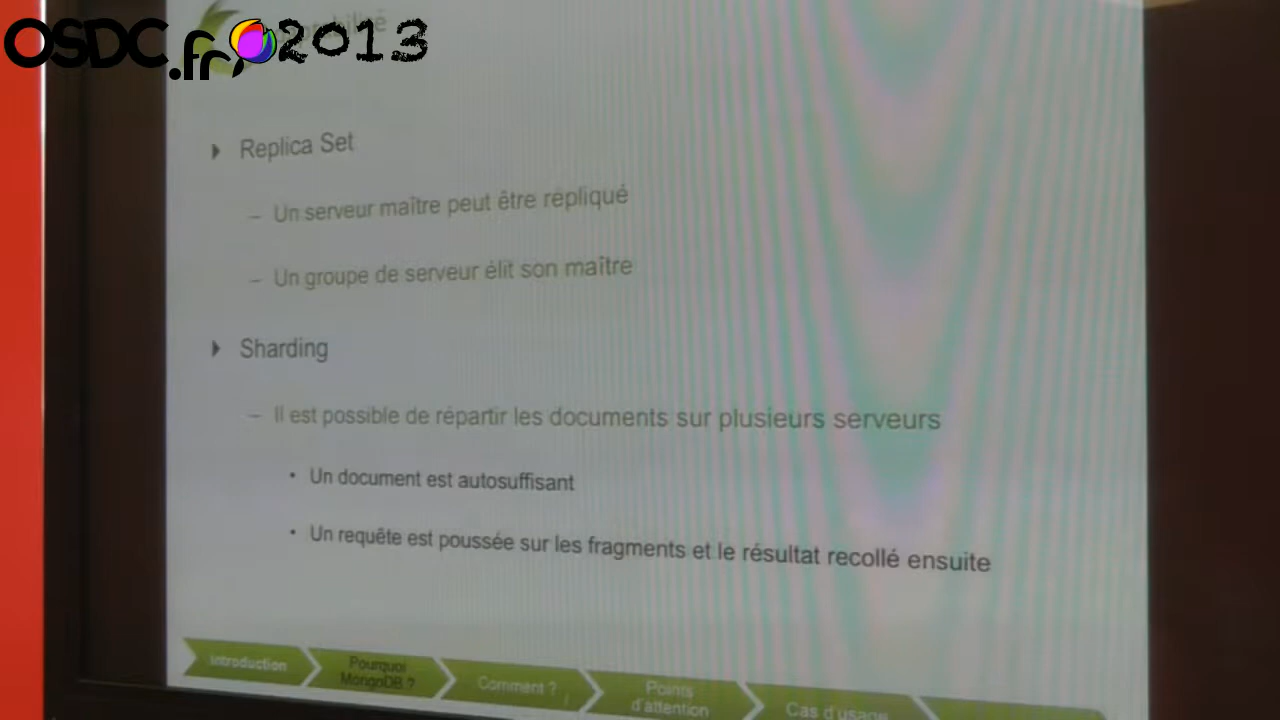 OSDC.fr 2013
Replica Set
– Un serveur maître peut être répliqué
– Un groupe de serveur élit son maître
Sharding
– Il est possible de répartir les documents sur plusieurs serveurs
• Un document est autosuffisant
• Un requête est poussée sur les fragments et le résultat recollé ensuite
Introduction
Pourquoi
MongoDB ?
Comment ?
Points
d'attention
Cas d'usage